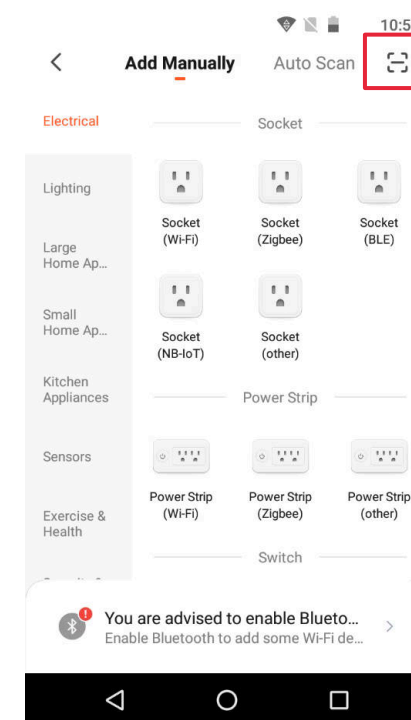 10:5
Add Manually
Auto Scan
Electrical
Socket
Lighting
Socket
(Wi-Fi)
Socket
(Zigbee)
Socket
(BLE)
Large
Home Ap...
Small
Home Ap...
Socket
(NB-IoT)
Socket
(other)
Kitchen
Appliances
Power Strip
Sensors
Power Strip
(Wi-Fi)
Power Strip
(Zigbee)
Power Strip
(other)
Exercise &
Health
Switch
You are advised to enable Blueto...
Enable Bluetooth to add some Wi-Fi de...